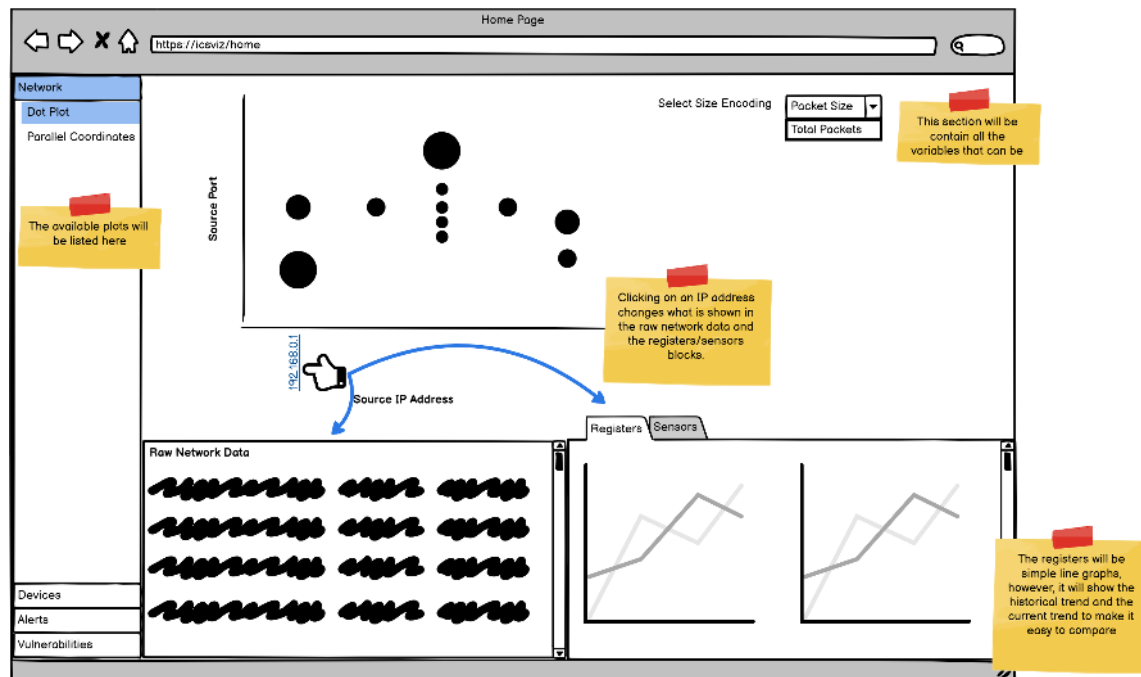 Home Page
https://icsviz/home
Network
Dot Plot
Parallel Coordinates
The available plots will
be listed here
Source Port
Select Size Encoding
Packet Size
Total Packets
This section will be
contain all the
variables that can be
Clicking on an IP address
changes what is shown in
the raw network data and
the registers/sensors
blocks.
192.168.0.1
Source IP Address
Raw Network Data
Registers
Sensors
The registers will be
simple line graphs,
however, it will show the
historical trend and the
current trend to make it
easy to compare
Devices
Alerts
Vulnerabilities